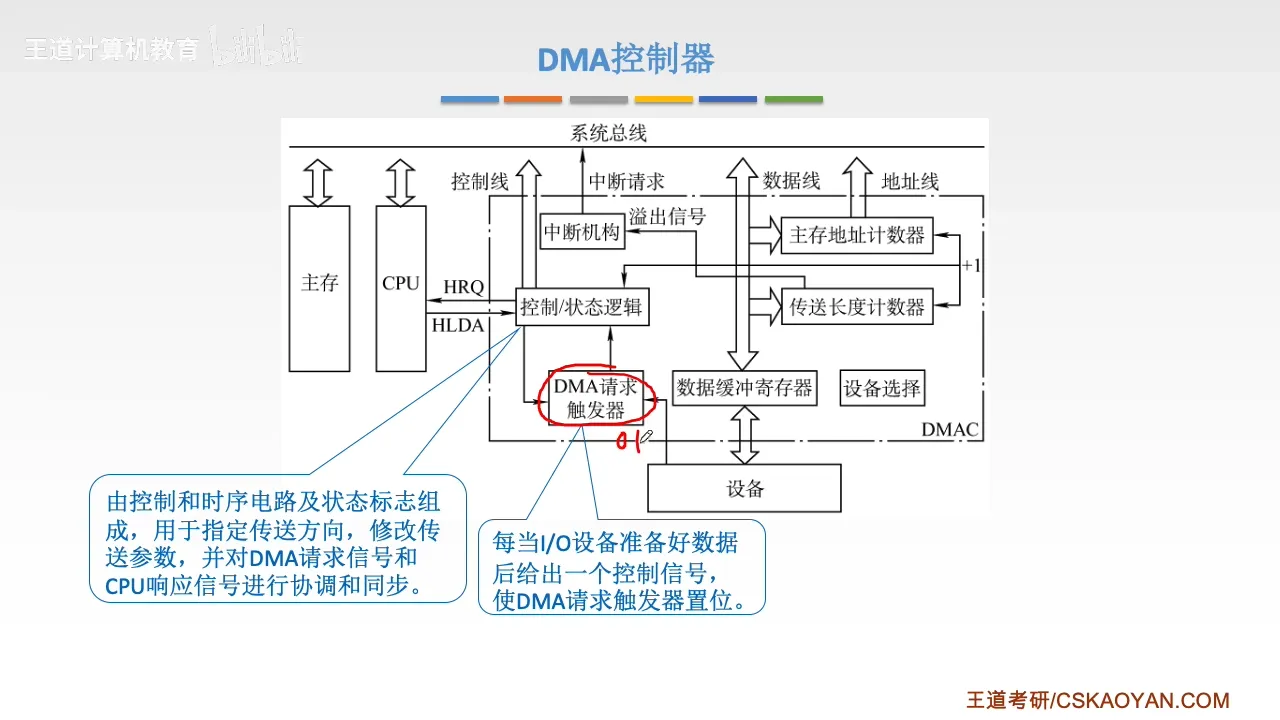 王道计算机教育 bilibili
DMA控制器
系统总线
控制线
中断请求
数据线
地址线
中断机构
溢出信号
主存地址计数器
主存
CPU
HRQ
HLDA
控制/状态逻辑
+1
传送长度计数器
DMA请求
触发器
数据缓冲寄存器
设备选择
DMAC
01
设备
由控制和时序电路及状态标志组
成，用于指定传送方向，修改传
送参数，并对DMA请求信号和
CPU响应信号进行协调和同步。
每当I/O设备准备好数据
后给出一个控制信号，
使DMA请求触发器置位。
王道考研/CSKAOYAN.COM